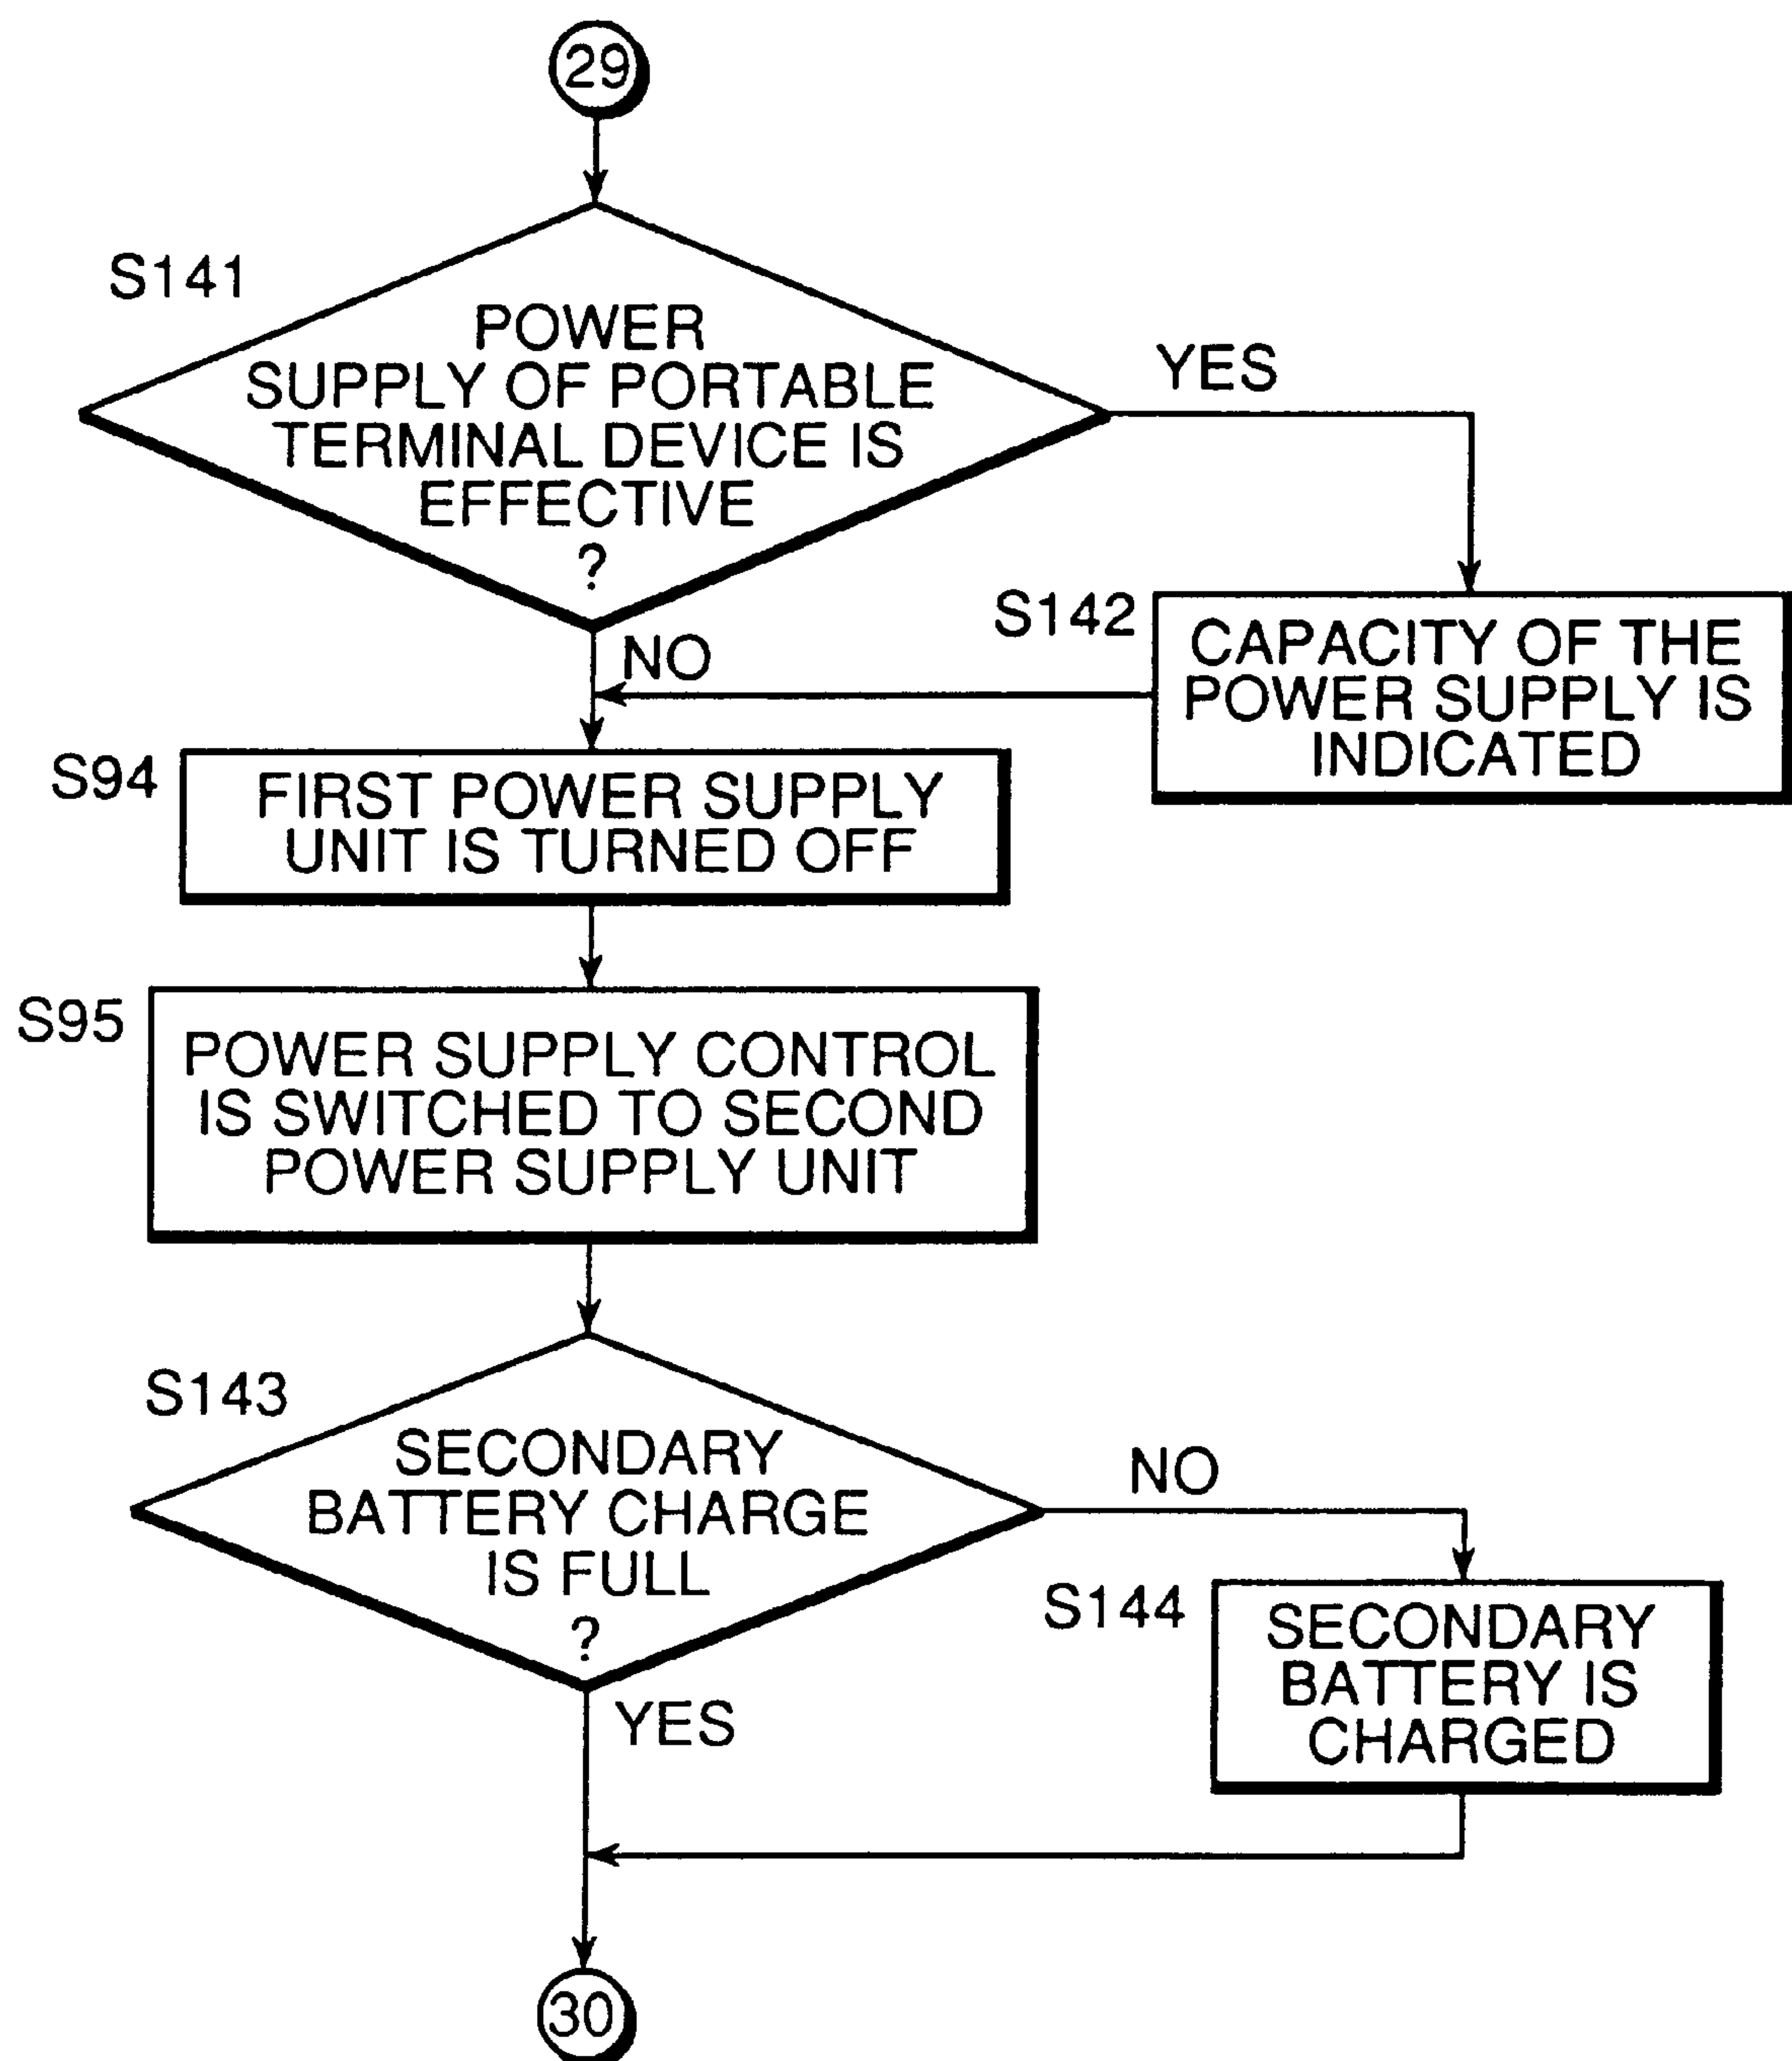 29
S141
POWER
SUPPLY OF PORTABLE
TERMINAL DEVICE IS
EFFECTIVE
?
YES
NO
S142
CAPACITY OF THE
POWER SUPPLY IS
INDICATED
S94
FIRST POWER SUPPLY
UNIT IS TURNED OFF
S95
POWER SUPPLY CONTROL
IS SWITCHED TO SECOND
POWER SUPPLY UNIT
S143
SECONDARY
BATTERY CHARGE
IS FULL
?
NO
YES
S144
SECONDARY
BATTERY IS
CHARGED
30